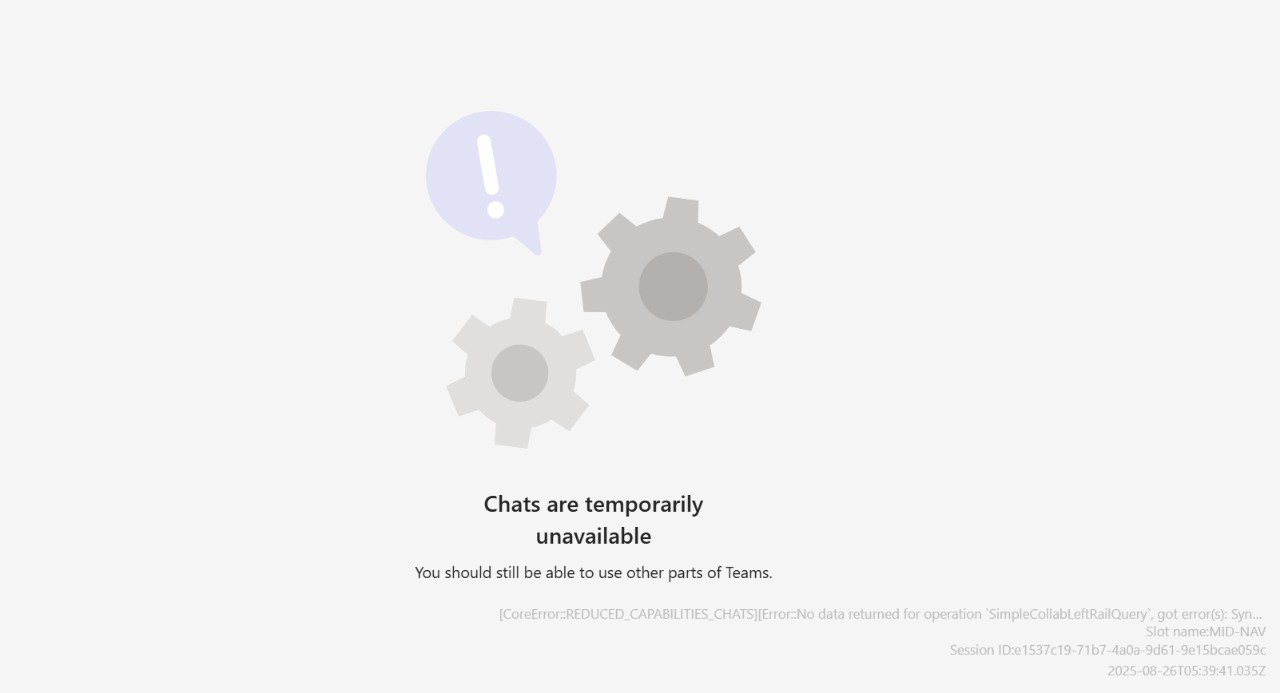 Chats are temporarily
unavailable
You should still be able to use other parts of Teams.
[CoreError::REDUCED_CAPABILITIES_CHATS][Error::No data returned for operation `SimpleCollabLeftRailQuery`, got error(s): Syn...
Slot name:MID-NAV
Session ID:e1537c19-71b7-4a0a-9d61-9e15bcae059c
2025-08-26T05:39:41.035Z